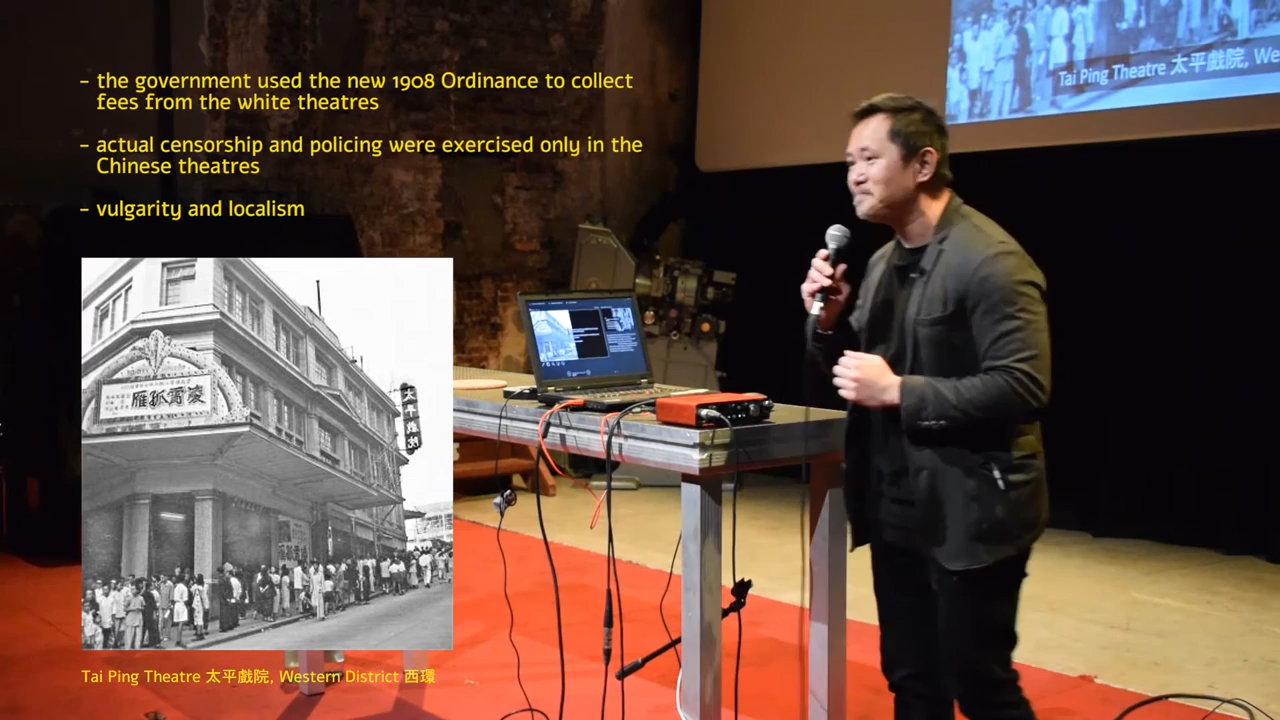 - the government used the new 1908 Ordinance to collect
fees from the white theatres
- actual censorship and policing were exercised only in the
Chinese theatres
- vulgarity and localism
Tai Ping Theatre 太平戲院, We
凌霄孤雁
太平戲院
Tai Ping Theatre 太平戲院, Western District 西環